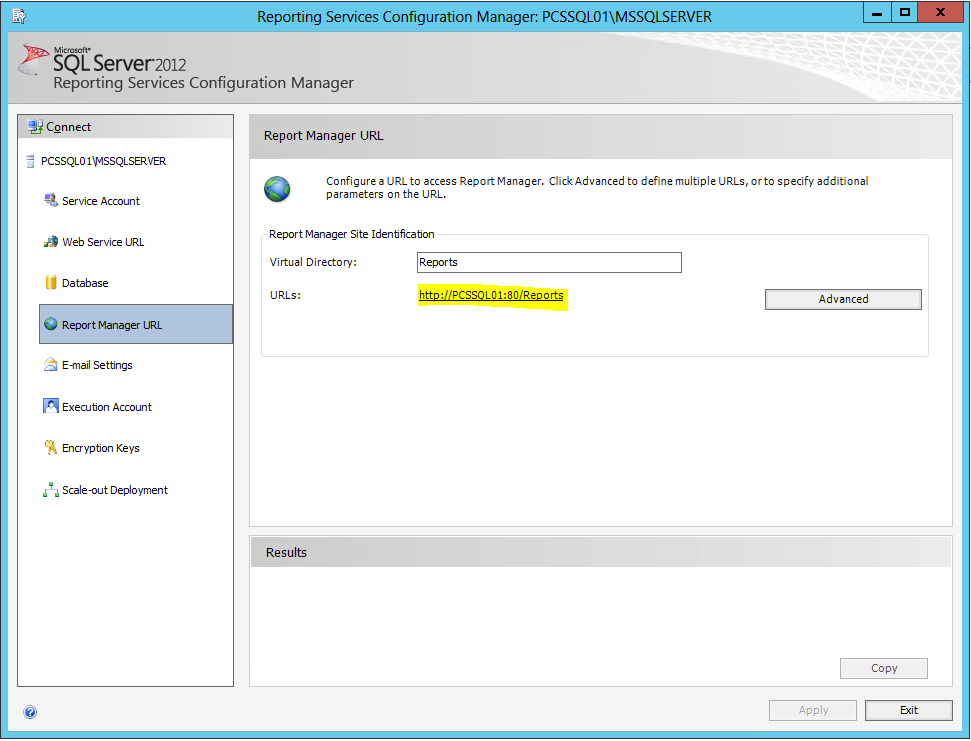 Reporting Services Configuration Manager: PCSSQL01\MSSQLSERVER
Microsoft®
SQL Server 2012
Reporting Services Configuration Manager
Connect
PCSSQL01\MSSQLSERVER
Service Account
Web Service URL
Database
Report Manager URL
E-mail Settings
Execution Account
Encryption Keys
Scale-out Deployment
Report Manager URL
Configure a URL to access Report Manager. Click Advanced to define multiple URLs, or to specify additional
parameters on the URL.
Report Manager Site Identification
Virtual Directory:
Reports
URLs:
http://PCSSQL01:80/Reports
Advanced
Results
Copy
Apply
Exit